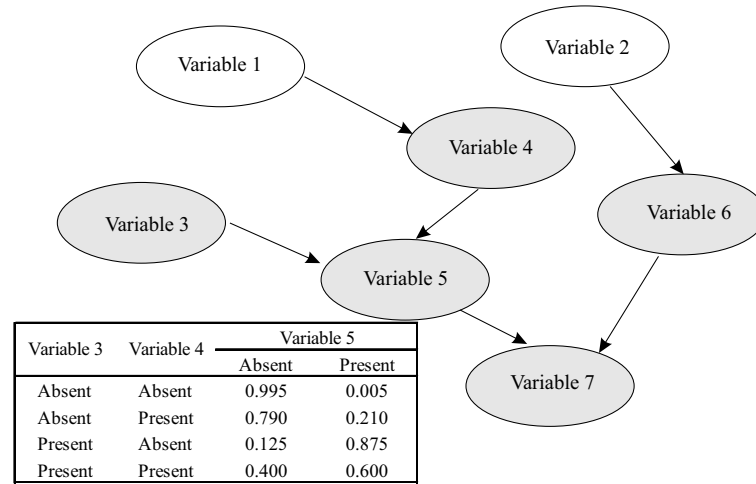 Variable 1
Variable 2
Variable 4
Variable 3
Variable 6
Variable 5
Variable 7
Variable 3 Variable 4 Variable 5
Absent Present
Absent Absent 0.995 0.005
Absent Present 0.790 0.210
Present Absent 0.125 0.875
Present Present 0.400 0.600